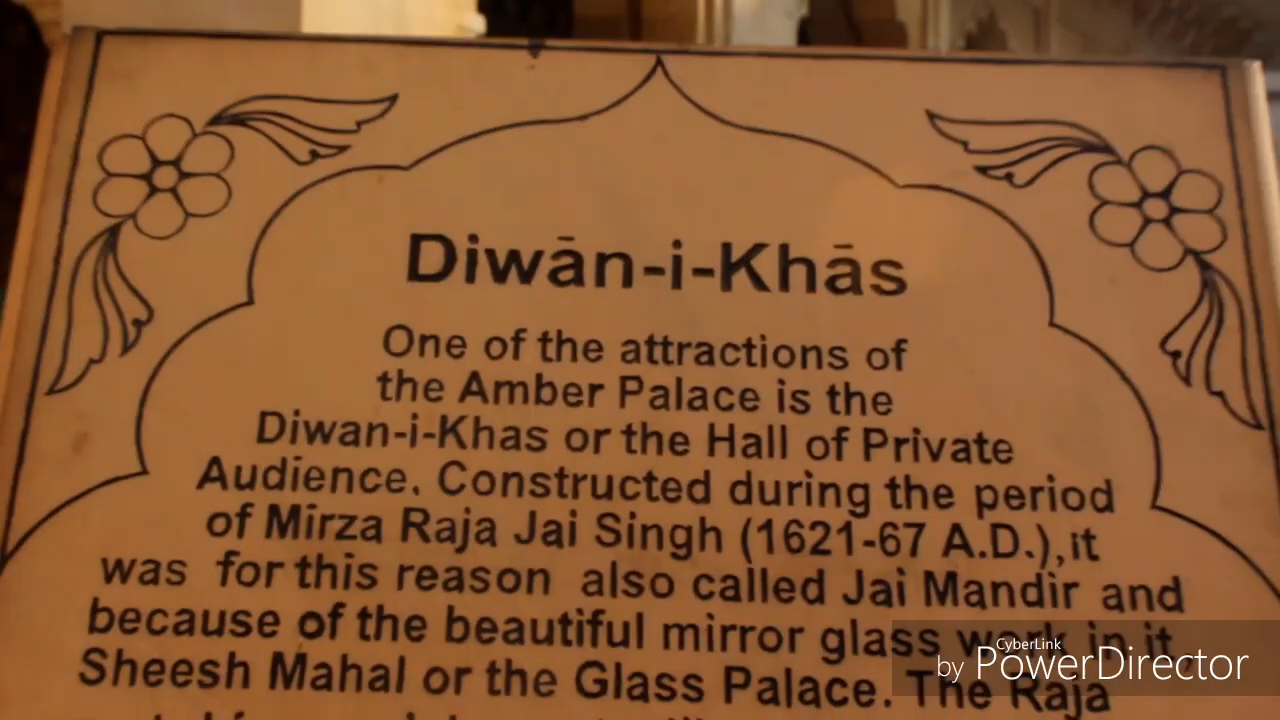 Diwān-i-Khās
One of the attractions of
the Amber Palace is the
Diwan-i-Khas or the Hall of Private
Audience. Constructed during the period
of Mirza Raja Jai Singh (1621-67 A.D.),it
was for this reason also called Jai Mandir and
because of the beautiful mirror glass work in it
Sheesh Mahal or the Glass Palace. The Raja
CyberLink
by PowerDirector